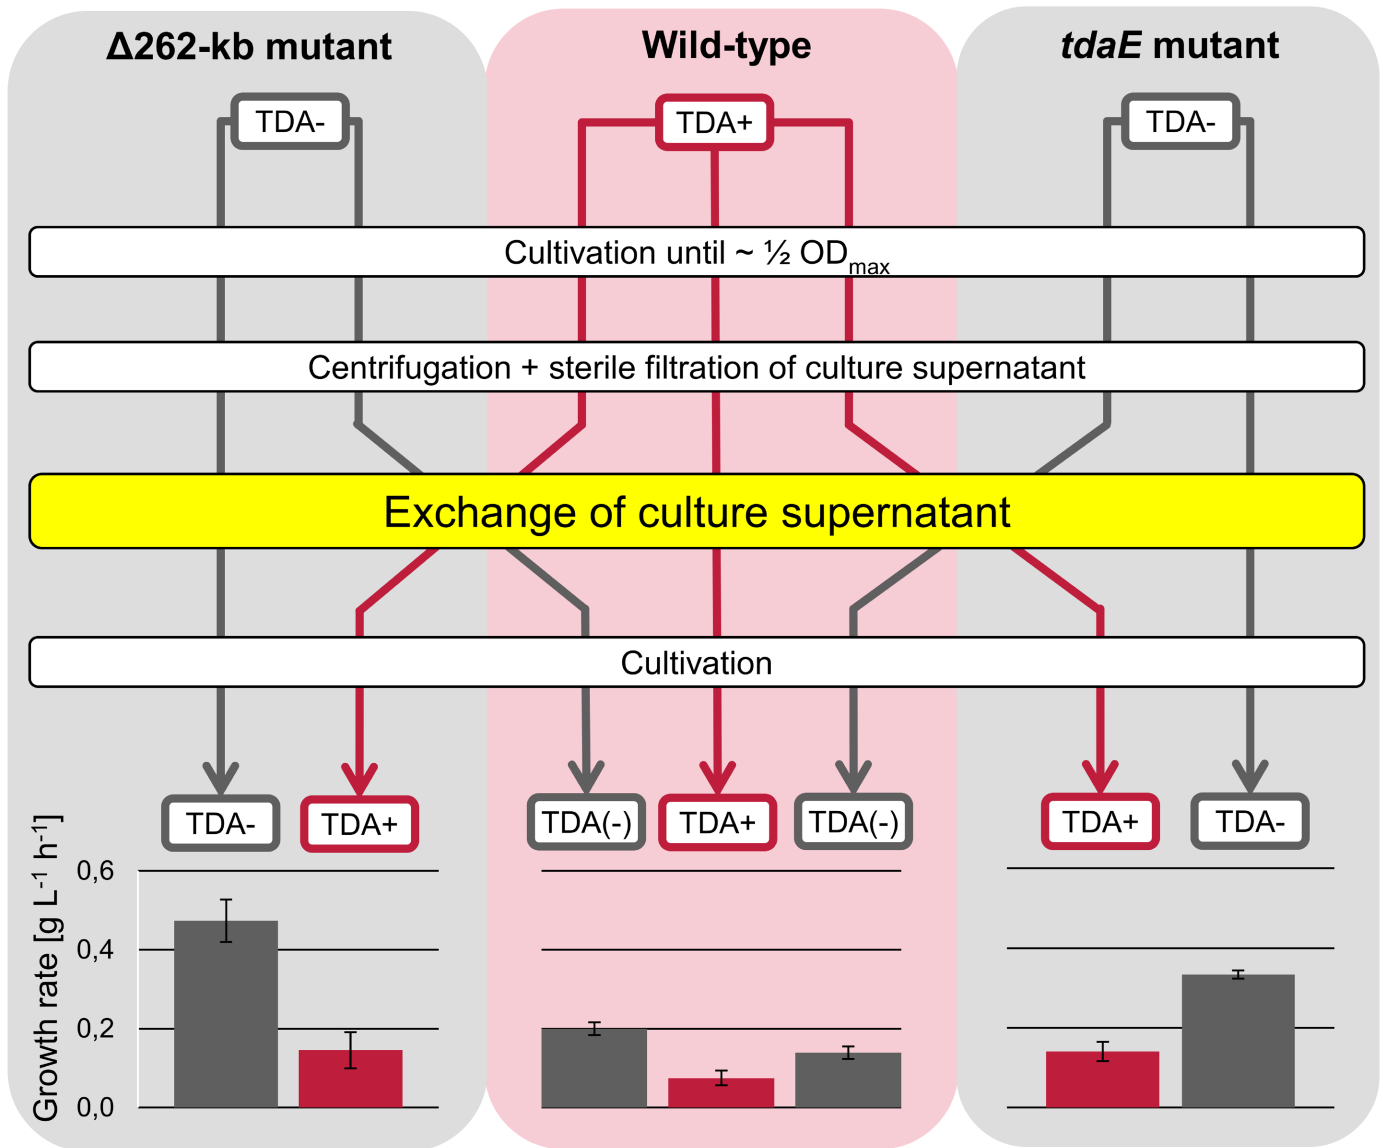 Δ262-kb mutant
Wild-type
tdaE mutant
TDA-
TDA+
TDA-
Cultivation until ~ ½ ODmax
Centrifugation + sterile filtration of culture supernatant
Exchange of culture supernatant
Cultivation
TDA-
TDA+
TDA(-)
TDA+
TDA(-)
TDA+
TDA-
Growth rate [g L-1 h-1]
0,6
0,4
0,2
0,0